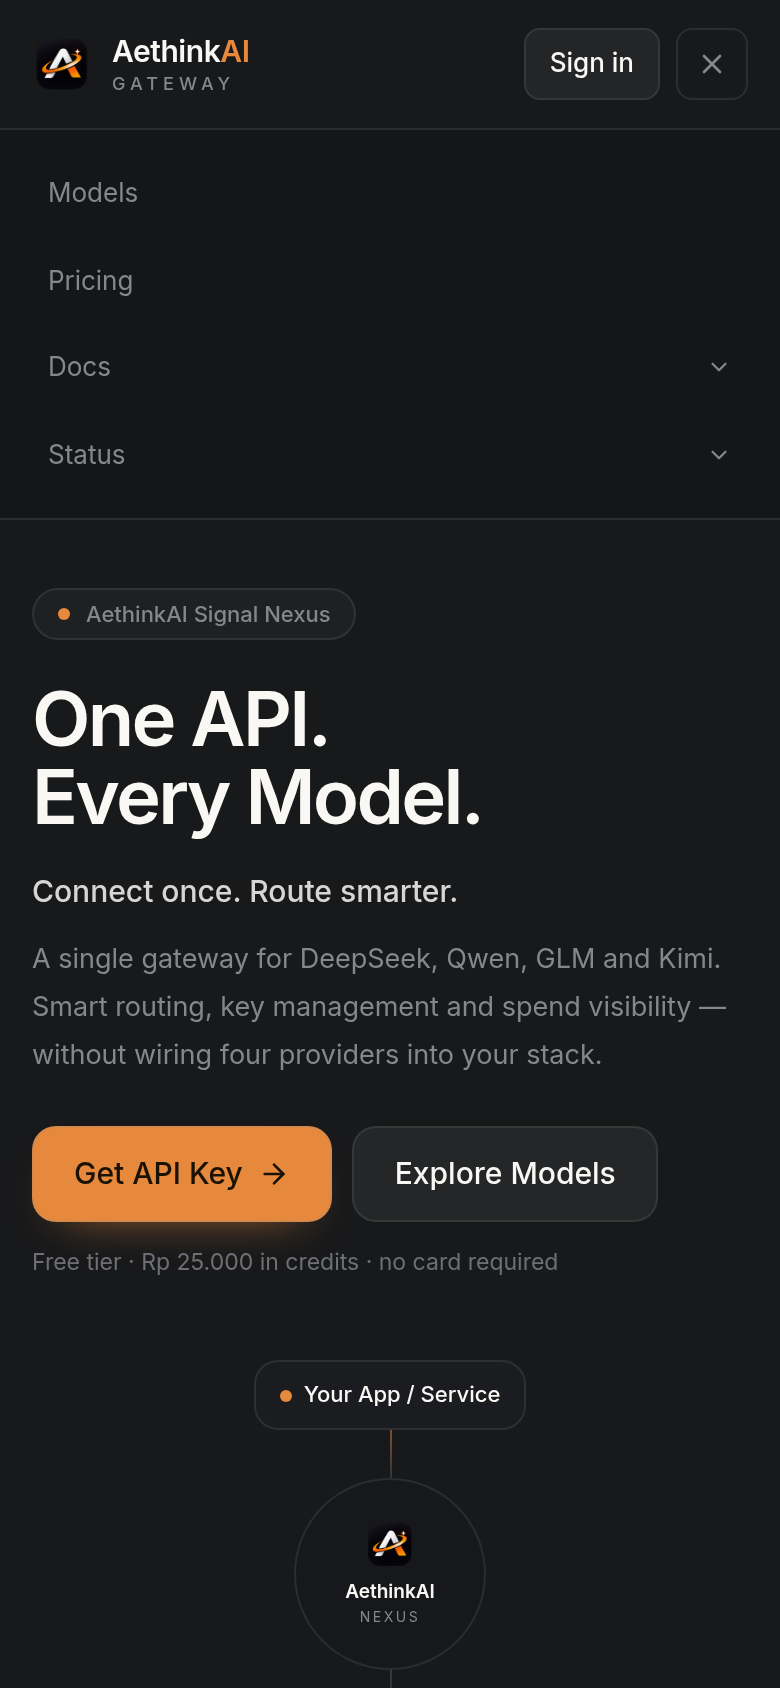 AethinkAI
GATEWAY
Sign in
Models
Pricing
Docs
Status
AethinkAI Signal Nexus
One API.
Every Model.
Connect once. Route smarter.
A single gateway for DeepSeek, Qwen, GLM and Kimi.
Smart routing, key management and spend visibility —
without wiring four providers into your stack.
Get API Key →
Explore Models
Free tier · Rp 25.000 in credits · no card required
Your App / Service
AethinkAI
NEXUS